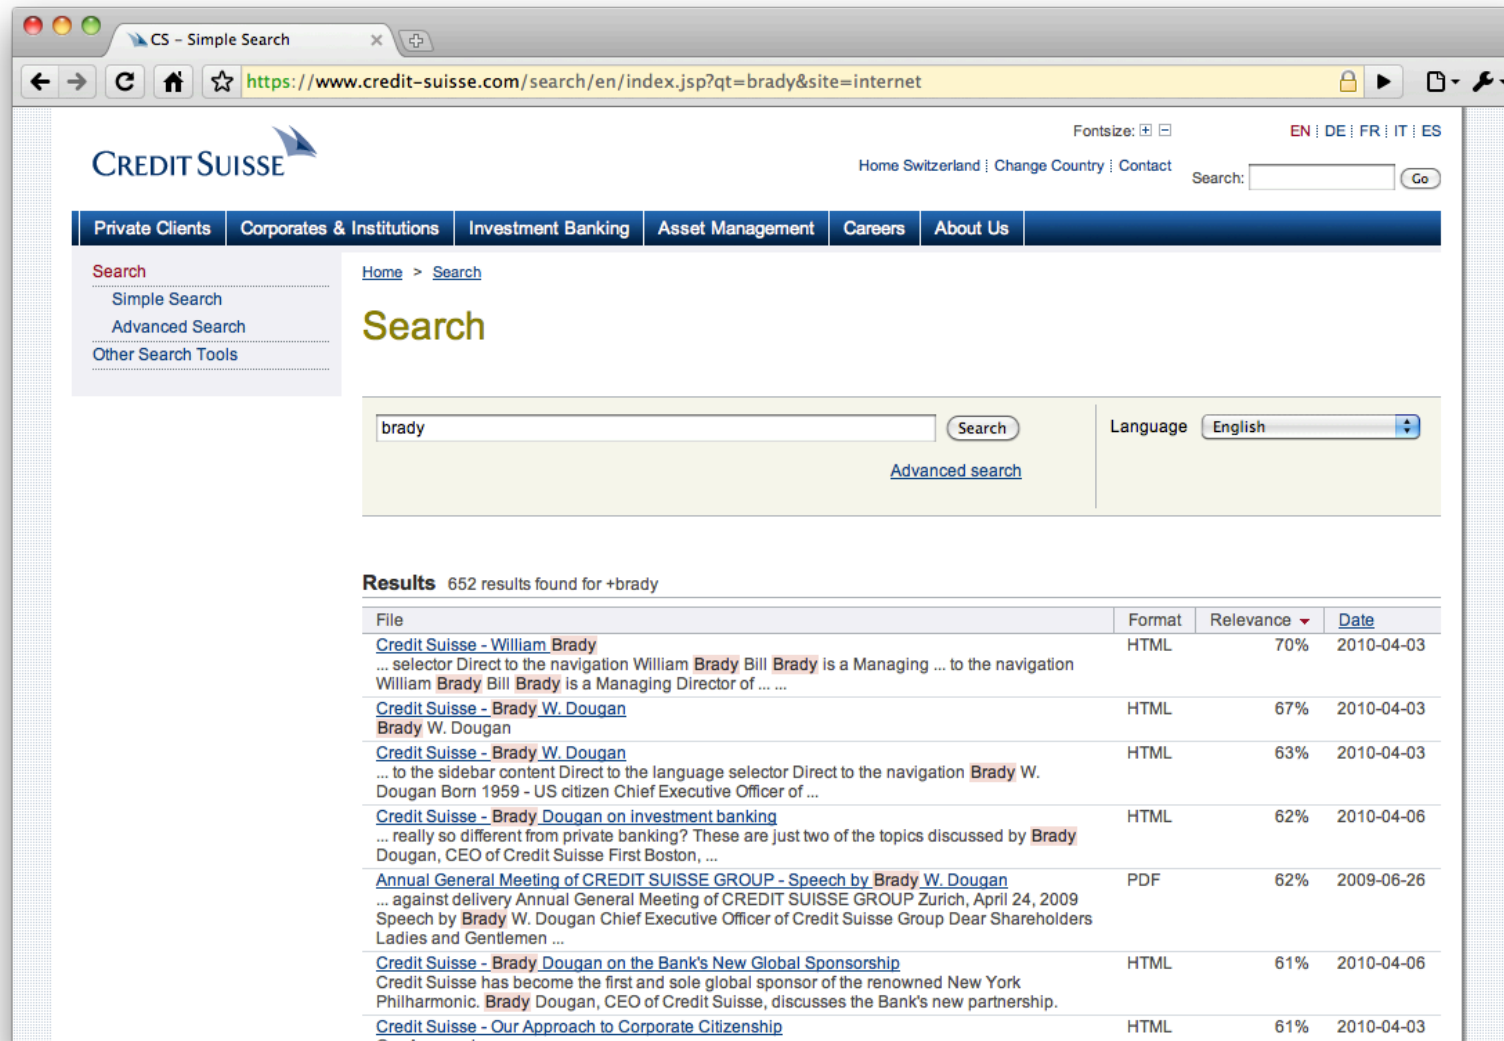 CS – Simple Search
https://www.credit-suisse.com/search/en/index.jsp?qt=brady&site=internet
CREDIT SUISSE
Fontsize:
EN DE FR IT ES
Home Switzerland Change Country Contact
Search: Go
Private Clients Corporates & Institutions Investment Banking Asset Management Careers About Us
Search
Simple Search
Advanced Search
Other Search Tools
Home > Search
Search
brady Search Language English
Advanced search
Results 652 results found for +brady
File Format Relevance Date
Credit Suisse - William Brady HTML 70% 2010-04-03
... selector Direct to the navigation William Brady Bill Brady is a Managing ... to the navigation
William Brady Bill Brady is a Managing Director of ... ...
Credit Suisse - Brady W. Dougan HTML 67% 2010-04-03
Brady W. Dougan
Credit Suisse - Brady W. Dougan HTML 63% 2010-04-03
... to the sidebar content Direct to the language selector Direct to the navigation Brady W.
Dougan Born 1959 - US citizen Chief Executive Officer of ...
Credit Suisse - Brady Dougan on investment banking HTML 62% 2010-04-06
... really so different from private banking? These are just two of the topics discussed by Brady
Dougan, CEO of Credit Suisse First Boston, ...
Annual General Meeting of CREDIT SUISSE GROUP - Speech by Brady W. Dougan PDF 62% 2009-06-26
... against delivery Annual General Meeting of CREDIT SUISSE GROUP Zurich, April 24, 2009
Speech by Brady W. Dougan Chief Executive Officer of Credit Suisse Group Dear Shareholders
Ladies and Gentlemen ...
Credit Suisse - Brady Dougan on the Bank's New Global Sponsorship HTML 61% 2010-04-06
Credit Suisse has become the first and sole global sponsor of the renowned New York
Philharmonic. Brady Dougan, CEO of Credit Suisse, discusses the Bank's new partnership.
Credit Suisse - Our Approach to Corporate Citizenship HTML 61% 2010-04-03